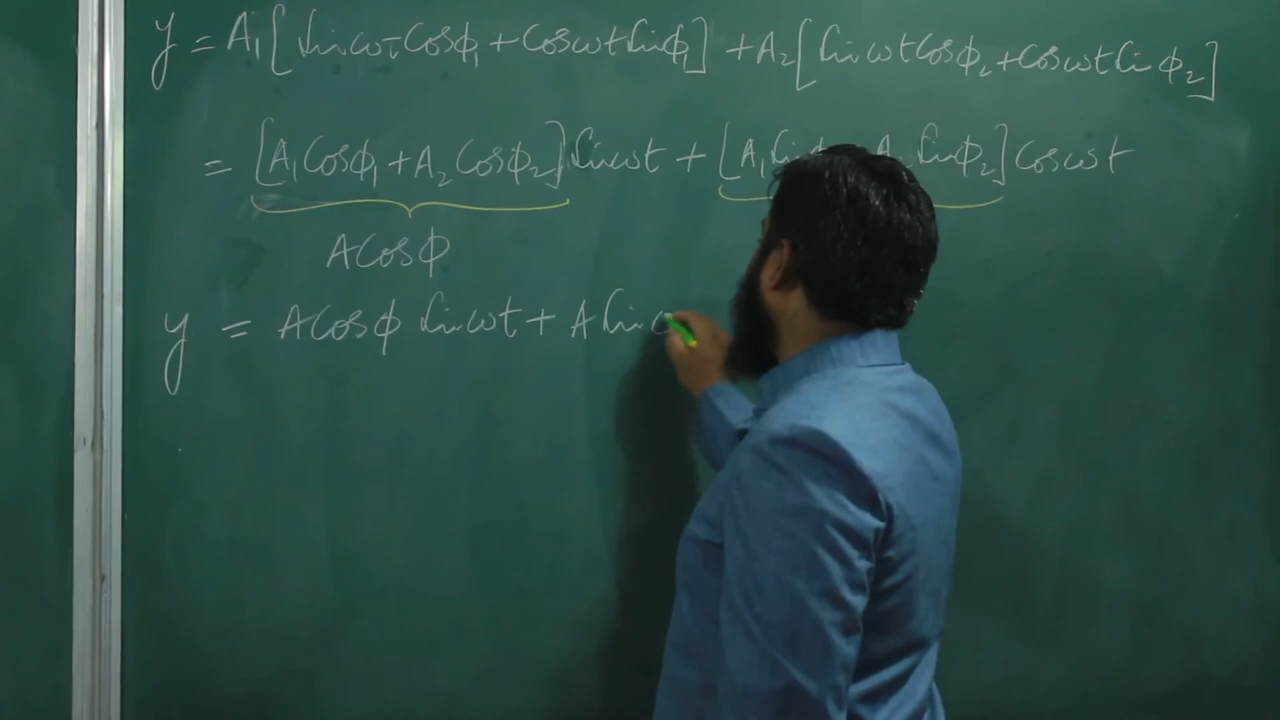 y = A₁[sinωt Cosϕ₁ + Cosωt sinϕ₁] + A₂[sinωt Cosϕ₂ + Cosωt sinϕ₂]
= [A₁Cosϕ₁ + A₂Cosϕ₂] sinωt + [A₁ sinϕ₂] Cosωt
ACosϕ
y = ACosϕ sinωt + A sin